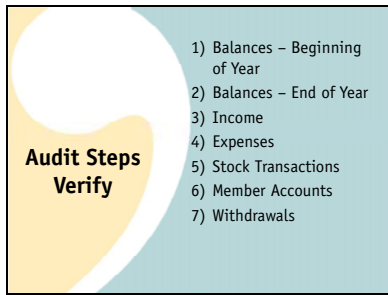 Audit Steps
Verify
1) Balances – Beginning
of Year
2) Balances – End of Year
3) Income
4) Expenses
5) Stock Transactions
6) Member Accounts
7) Withdrawals